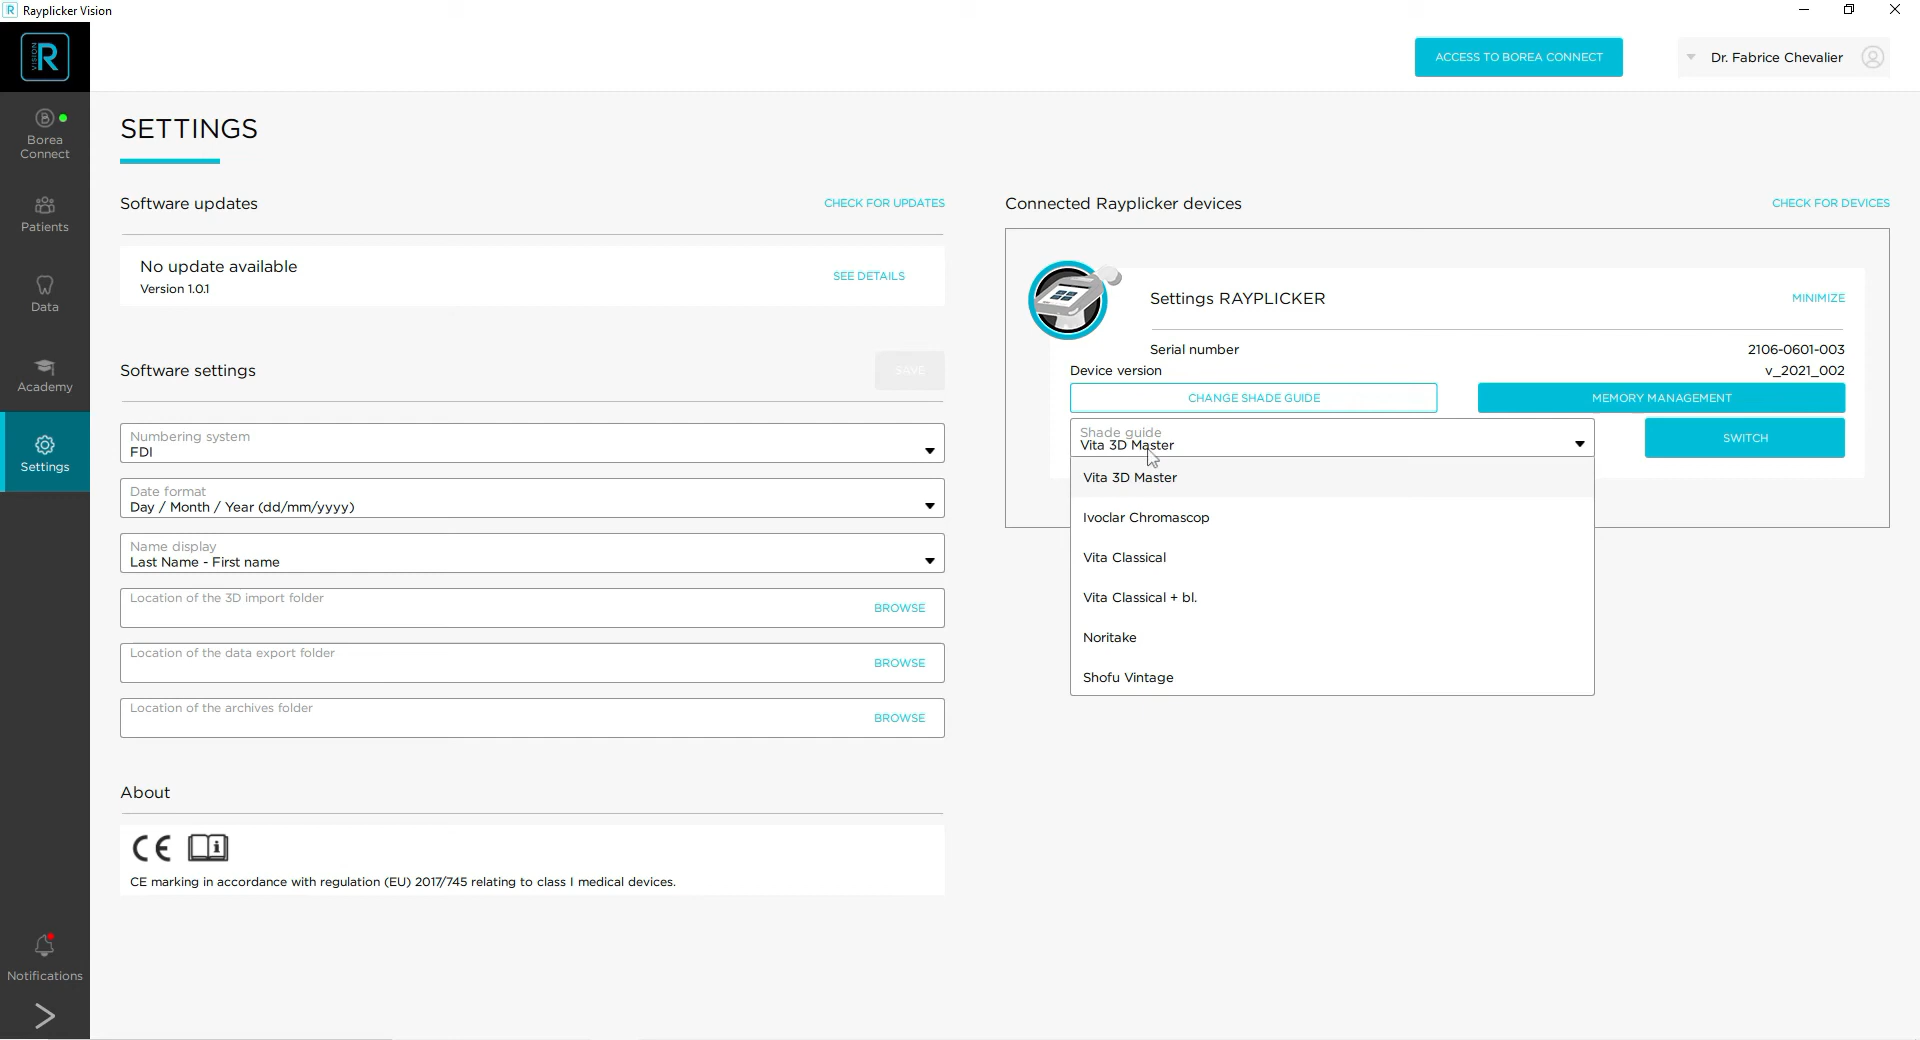 Rayplicker Vision
VISION
R
ACCESS TO BOREA CONNECT
Dr. Fabrice Chevalier
Borea
Connect
Patients
Data
Academy
Settings
Notifications
SETTINGS
Software updates
CHECK FOR UPDATES
No update available
Version 1.0.1
SEE DETAILS
Software settings
SAVE
Numbering system
FDI
Date format
Day / Month / Year (dd/mm/yyyy)
Name display
Last Name - First name
Location of the 3D import folder
BROWSE
Location of the data export folder
BROWSE
Location of the archives folder
BROWSE
About
CE
CE marking in accordance with regulation (EU) 2017/745 relating to class I medical devices.
Connected Rayplicker devices
CHECK FOR DEVICES
Settings RAYPLICKER
MINIMIZE
Serial number
2106-0601-003
Device version
v_2021_002
CHANGE SHADE GUIDE
MEMORY MANAGEMENT
Shade guide
Vita 3D Master
SWITCH
Vita 3D Master
Ivoclar Chromascop
Vita Classical
Vita Classical + bl.
Noritake
Shofu Vintage